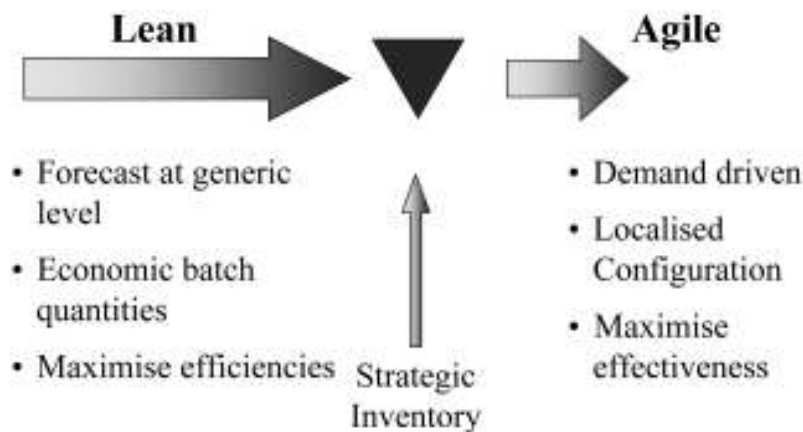 Lean
Agile
• Forecast at generic
level
• Economic batch
quantities
• Maximise efficiencies
Strategic
Inventory
• Demand driven
• Localised
Configuration
• Maximise
effectiveness